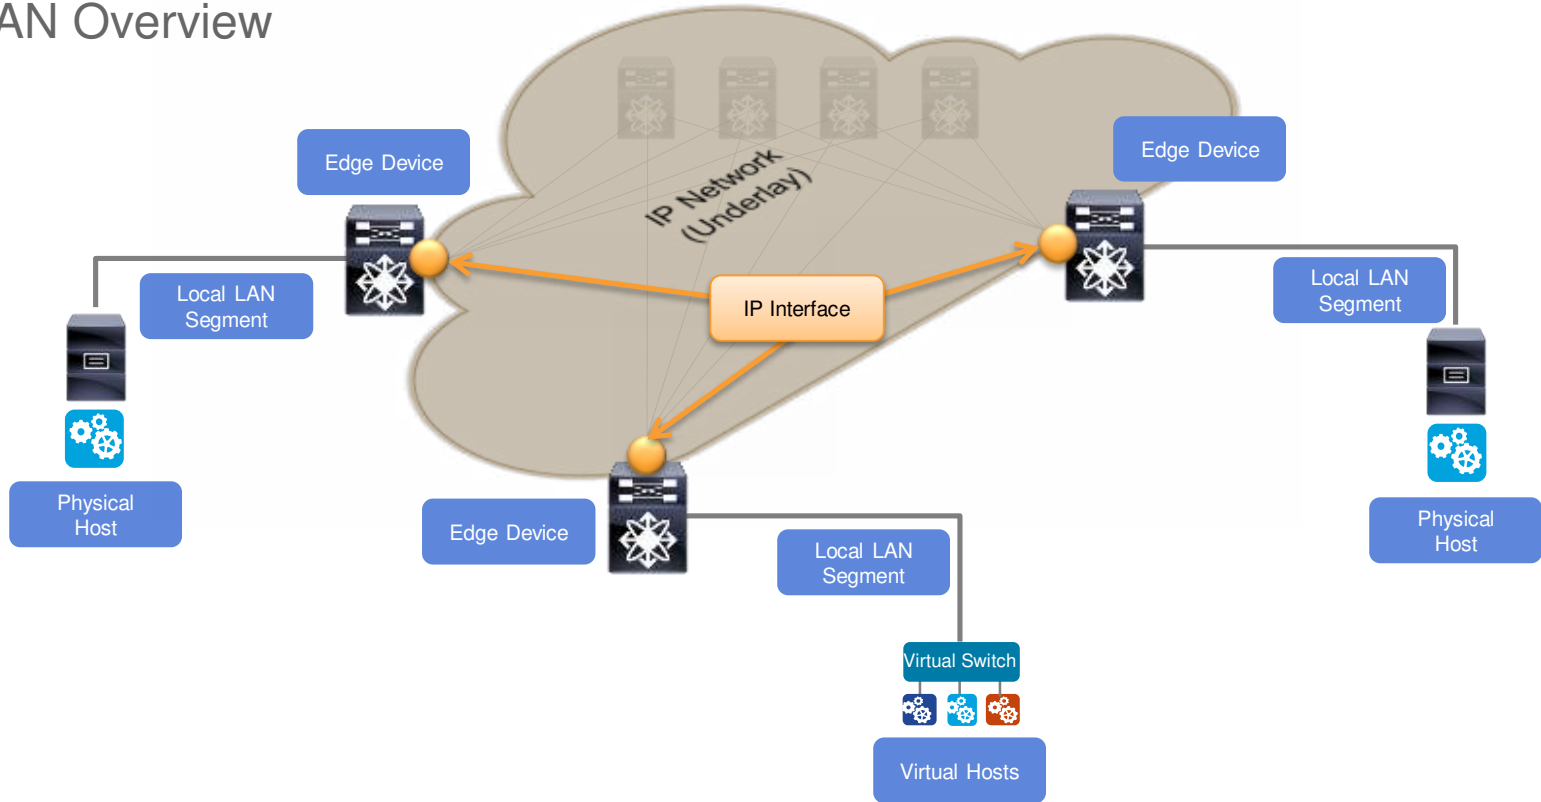 AN Overview
Edge Device
Edge Device
IP Network
(Underlay)
Local LAN
Segment
IP Interface
Local LAN
Segment
Physical
Host
Edge Device
Local LAN
Segment
Physical
Host
Virtual Switch
Virtual Hosts